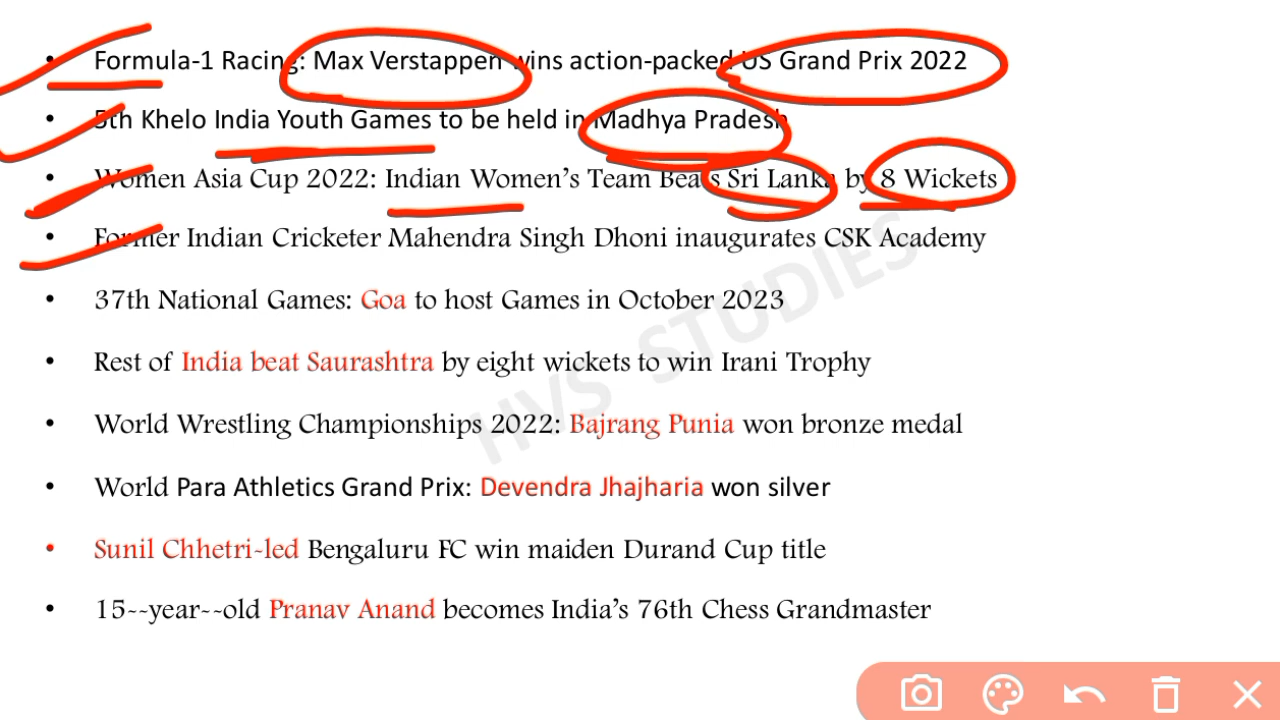 • Formula-1 Racing: Max Verstappen wins action-packed US Grand Prix 2022
• 5th Khelo India Youth Games to be held in Madhya Pradesh
• Women Asia Cup 2022: Indian Women's Team Beats Sri Lanka by 8 Wickets
• Former Indian Cricketer Mahendra Singh Dhoni inaugurates CSK Academy
• 37th National Games: Goa to host Games in October 2023
• Rest of India beat Saurashtra by eight wickets to win Irani Trophy
• World Wrestling Championships 2022: Bajrang Punia won bronze medal
• World Para Athletics Grand Prix: Devendra Jhajharia won silver
• Sunil Chhetri-led Bengaluru FC win maiden Durand Cup title
• 15--year--old Pranav Anand becomes India's 76th Chess Grandmaster
HVS STUDIES